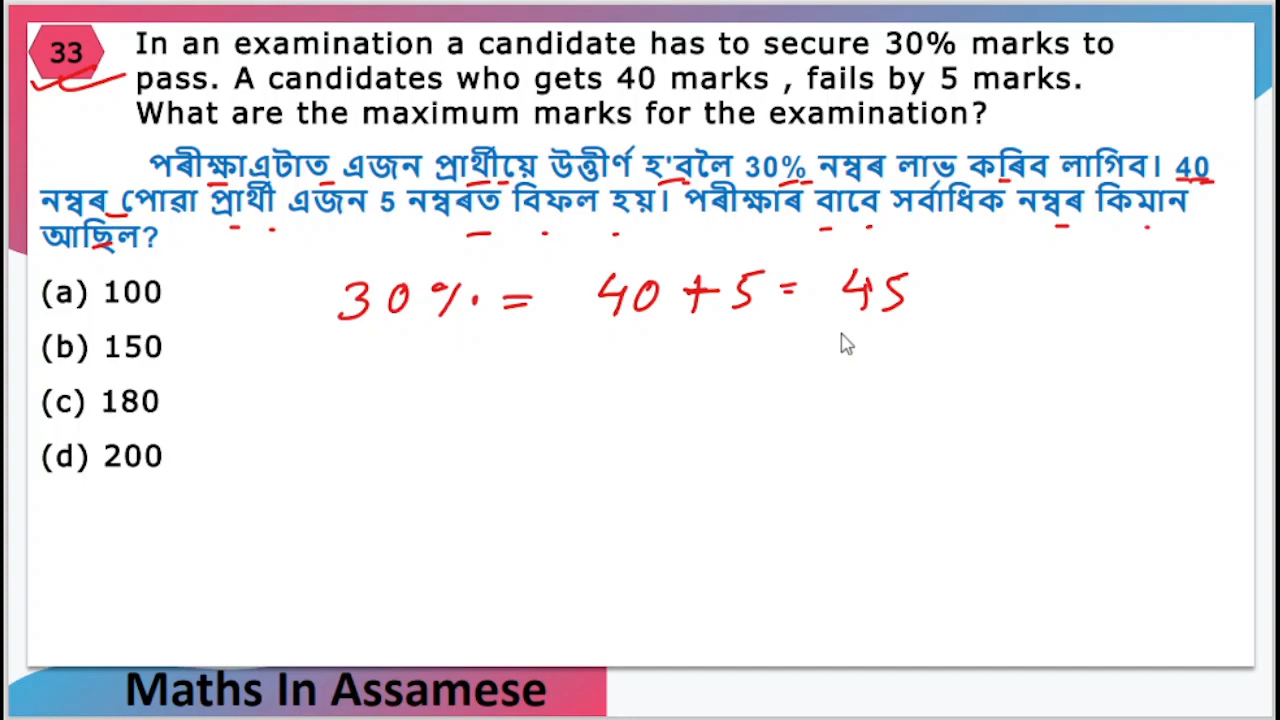 33
In an examination a candidate has to secure 30% marks to
pass. A candidates who gets 40 marks , fails by 5 marks.
What are the maximum marks for the examination?
পৰীক্ষাএটাত এজন প্ৰাৰ্থীয়ে উত্তীৰ্ণ হ'বলৈ 30% নম্বৰ লাভ কৰিব লাগিব। 40
নম্বৰ পোৱা প্ৰাৰ্থী এজন 5 নম্বৰত বিফল হয়। পৰীক্ষাৰ বাবে সৰ্বাধিক নম্বৰ কিমান
আছিল?
(a) 100
30% = 40 + 5 = 45
(b) 150
(c) 180
(d) 200
Maths In Assamese